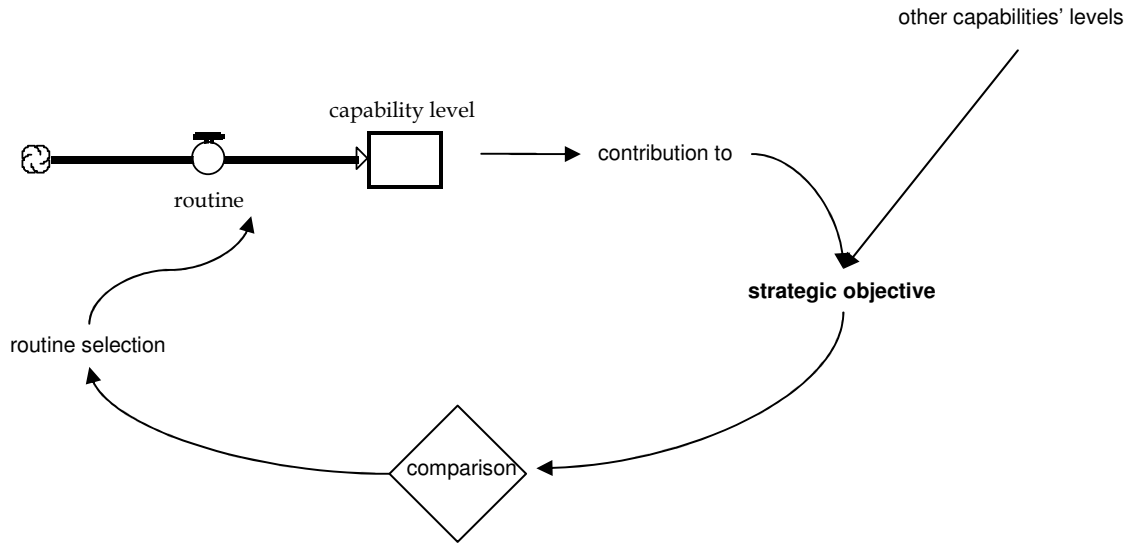 other capabilities’ levels
capability level
contribution to
routine
strategic objective
routine selection
comparison